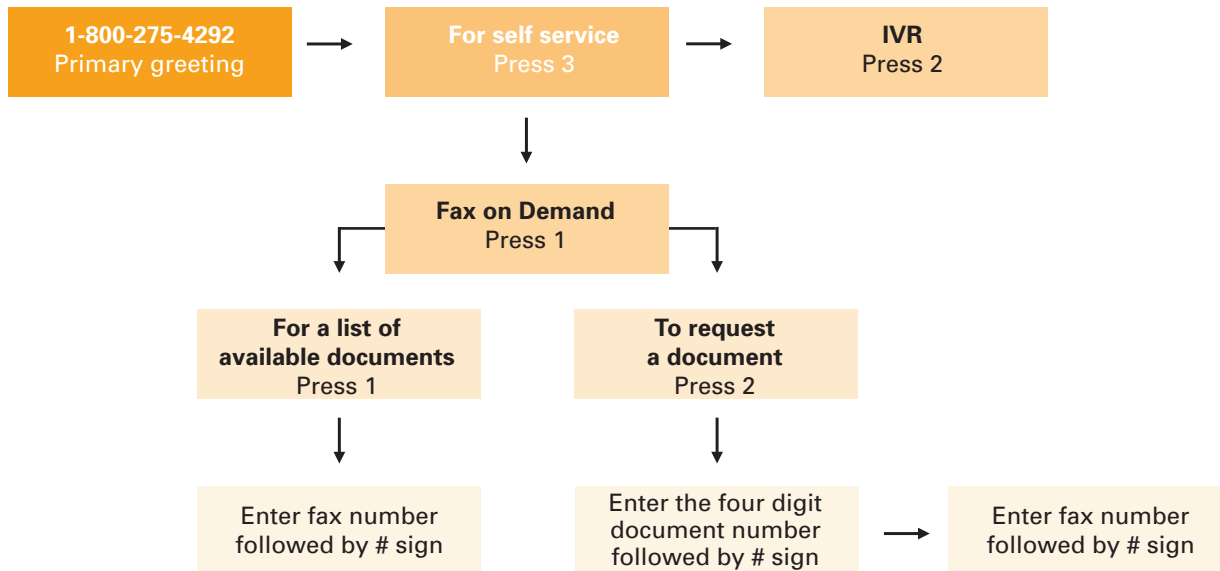 1-800-275-4292
Primary greeting
For self service
Press 3
IVR
Press 2
Fax on Demand
Press 1
For a list of
available documents
Press 1
To request
a document
Press 2
Enter fax number
followed by # sign
Enter the four digit
document number
followed by # sign
Enter fax number
followed by # sign